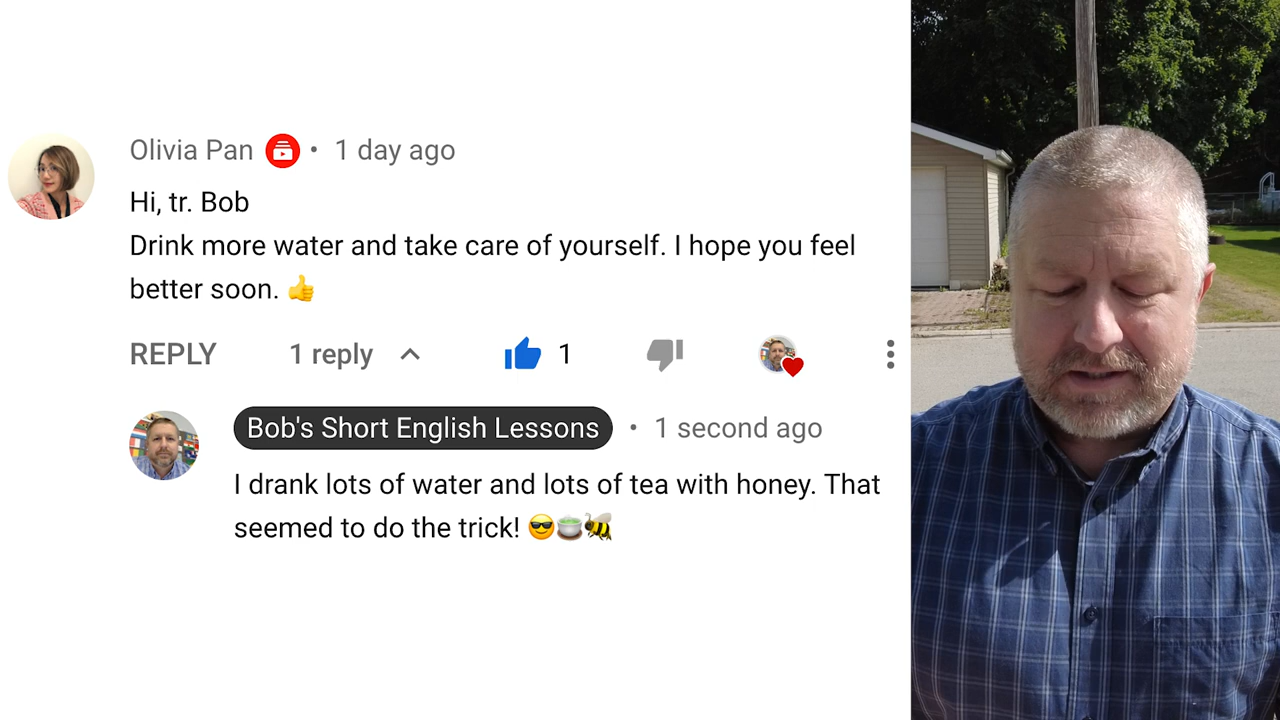 Olivia Pan • 1 day ago
Hi, tr. Bob
Drink more water and take care of yourself. I hope you feel
better soon. 👍
REPLY 1 reply 1
Bob's Short English Lessons • 1 second ago
I drank lots of water and lots of tea with honey. That
seemed to do the trick! 😎🍵🐝